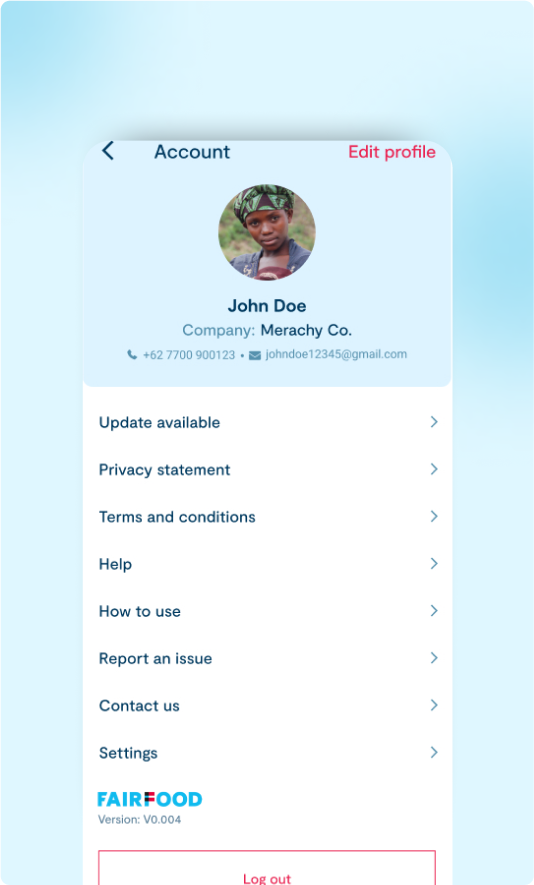 Account Edit profile
John Doe
Company: Merachy Co.
+62 7700 900123 • johndoe12345@gmail.com
Update available
Privacy statement
Terms and conditions
Help
How to use
Report an issue
Contact us
Settings
FAIRFOOD
Version: V0.004
Log out